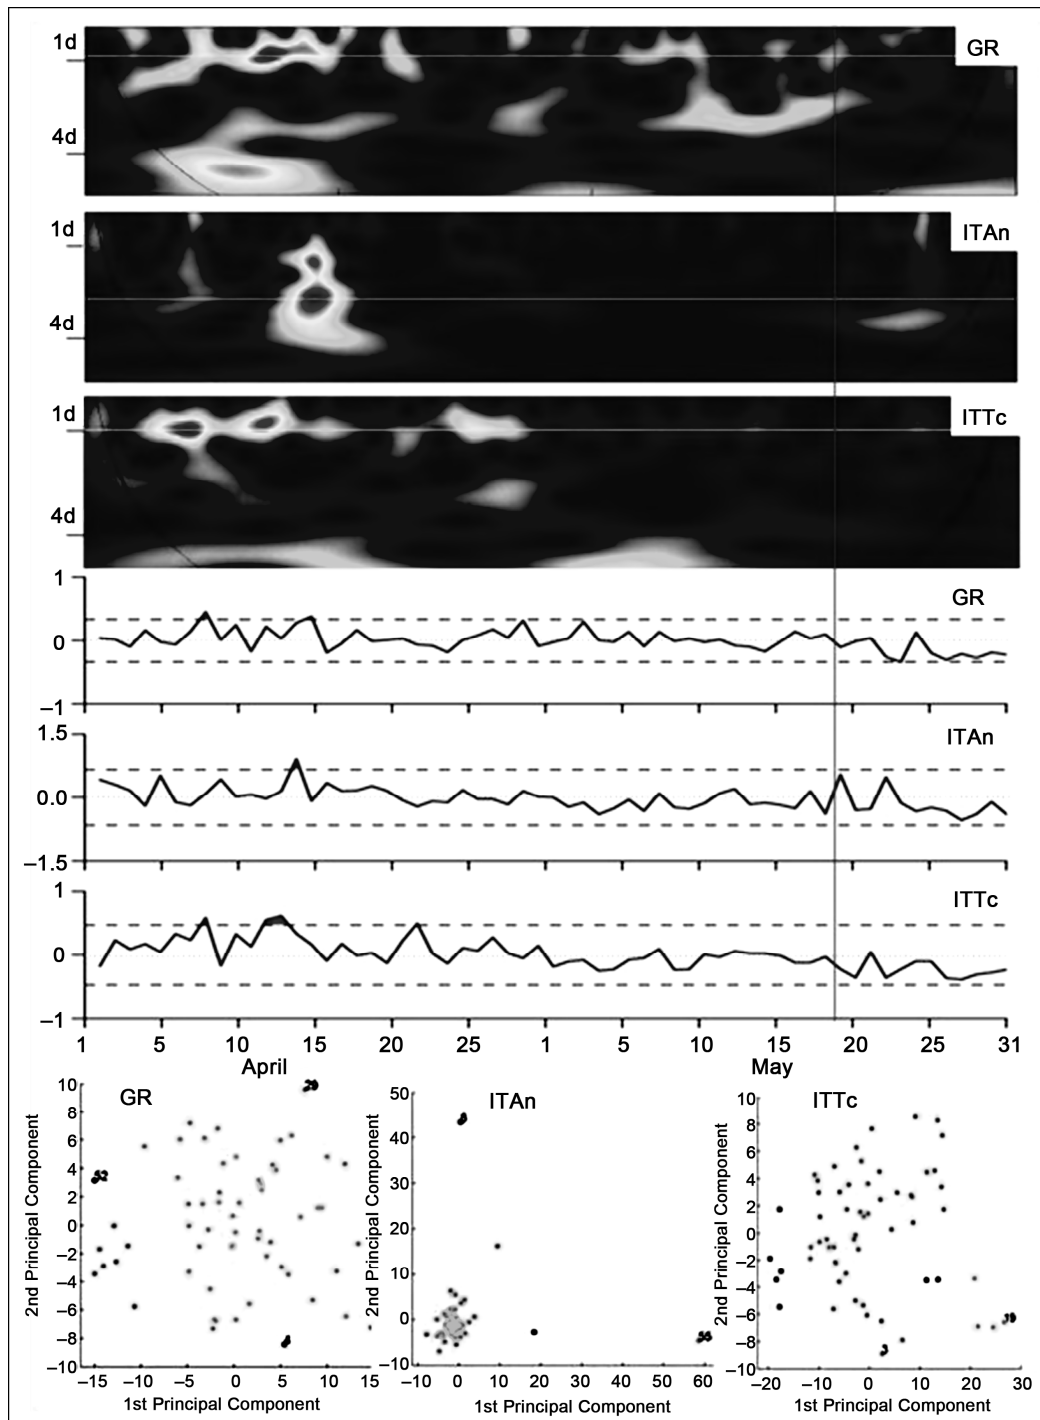 1d
GR
4d
1d
ITAn
4d
1d
ITTc
4d
1
GR
0
–1
1.5
ITAn
0.0
–1.5
1
ITTc
0
–1
1 5 10 15 20 25 1 5 10 15 20 25 31
April May
GR
10
8
6
4
2
0
–2
–4
–6
–8
–10
2nd Principal Component
–15 –10 –5 0 5 10 15
1st Principal Component
ITAn
50
40
30
20
10
0
–10
2nd Principal Component
–10 0 10 20 30 40 50 60
1st Principal Component
ITTc
10
8
6
4
2
0
–2
–4
–6
–8
–10
2nd Principal Component
–20 –10 0 10 20 30
1st Principal Component